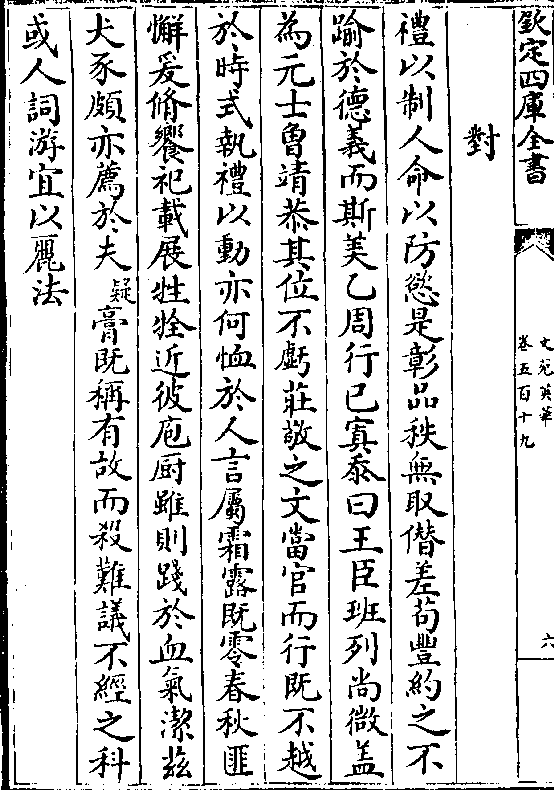 欽定四庫全書
文苑英華
卷五百十九
六
對
禮以制人命以防慾是彰品秩無取僭差苟豐約之不
踰於德義而斯美乙周行已寘忝曰王臣班列尚微盖
為元士魯靖恭其位不虧莊敬之文當官而行既不越
於時式執禮以動亦何恤於人言屬霜露既零春秋匪
懈爰脩饗祀載展牲牷近彼庖厨雖則踐於血氣潔茲
犬豕頗亦薦於夫疑膏既稱有故而殺難議不經之科
或人詞游宜以麗法